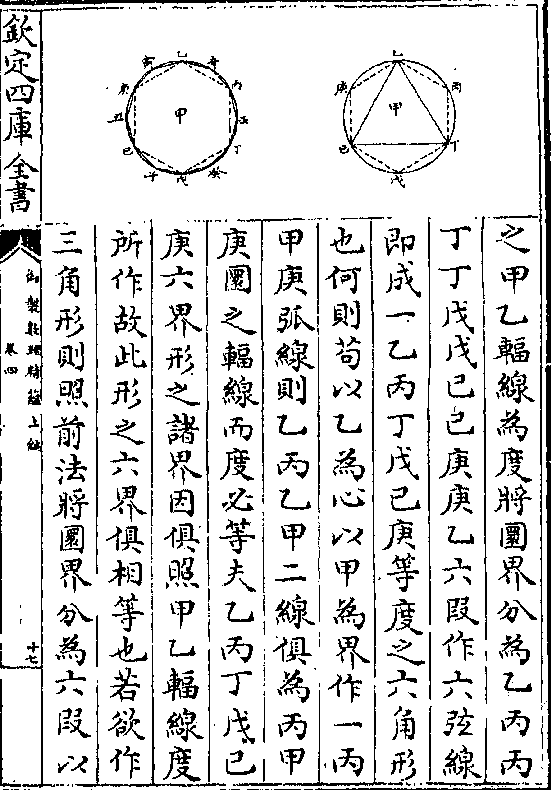 欽定四庫全書
御製數理精蘊上編
卷四
十七
之甲乙輻線為度將圜界分為乙丙丙
丁丁戊戊己己庚庚乙六段作六弦線
即成一乙丙丁戊己庚等度之六角形
也何則苟以乙為心以甲為界作一丙
甲庚弧線則乙丙乙甲二線俱為丙甲
庚圜之輻線而度必等夫乙丙丁戊己
庚六界形之諸界因俱照甲乙輻線度
所作故此形之六界俱相等也若欲作
三角形則照前法將圜界分為六段以
乙
丙
丁
戊
己
庚
甲
乙
亥
丙
丁
癸
戊
子
己
丑
庚
寅
甲